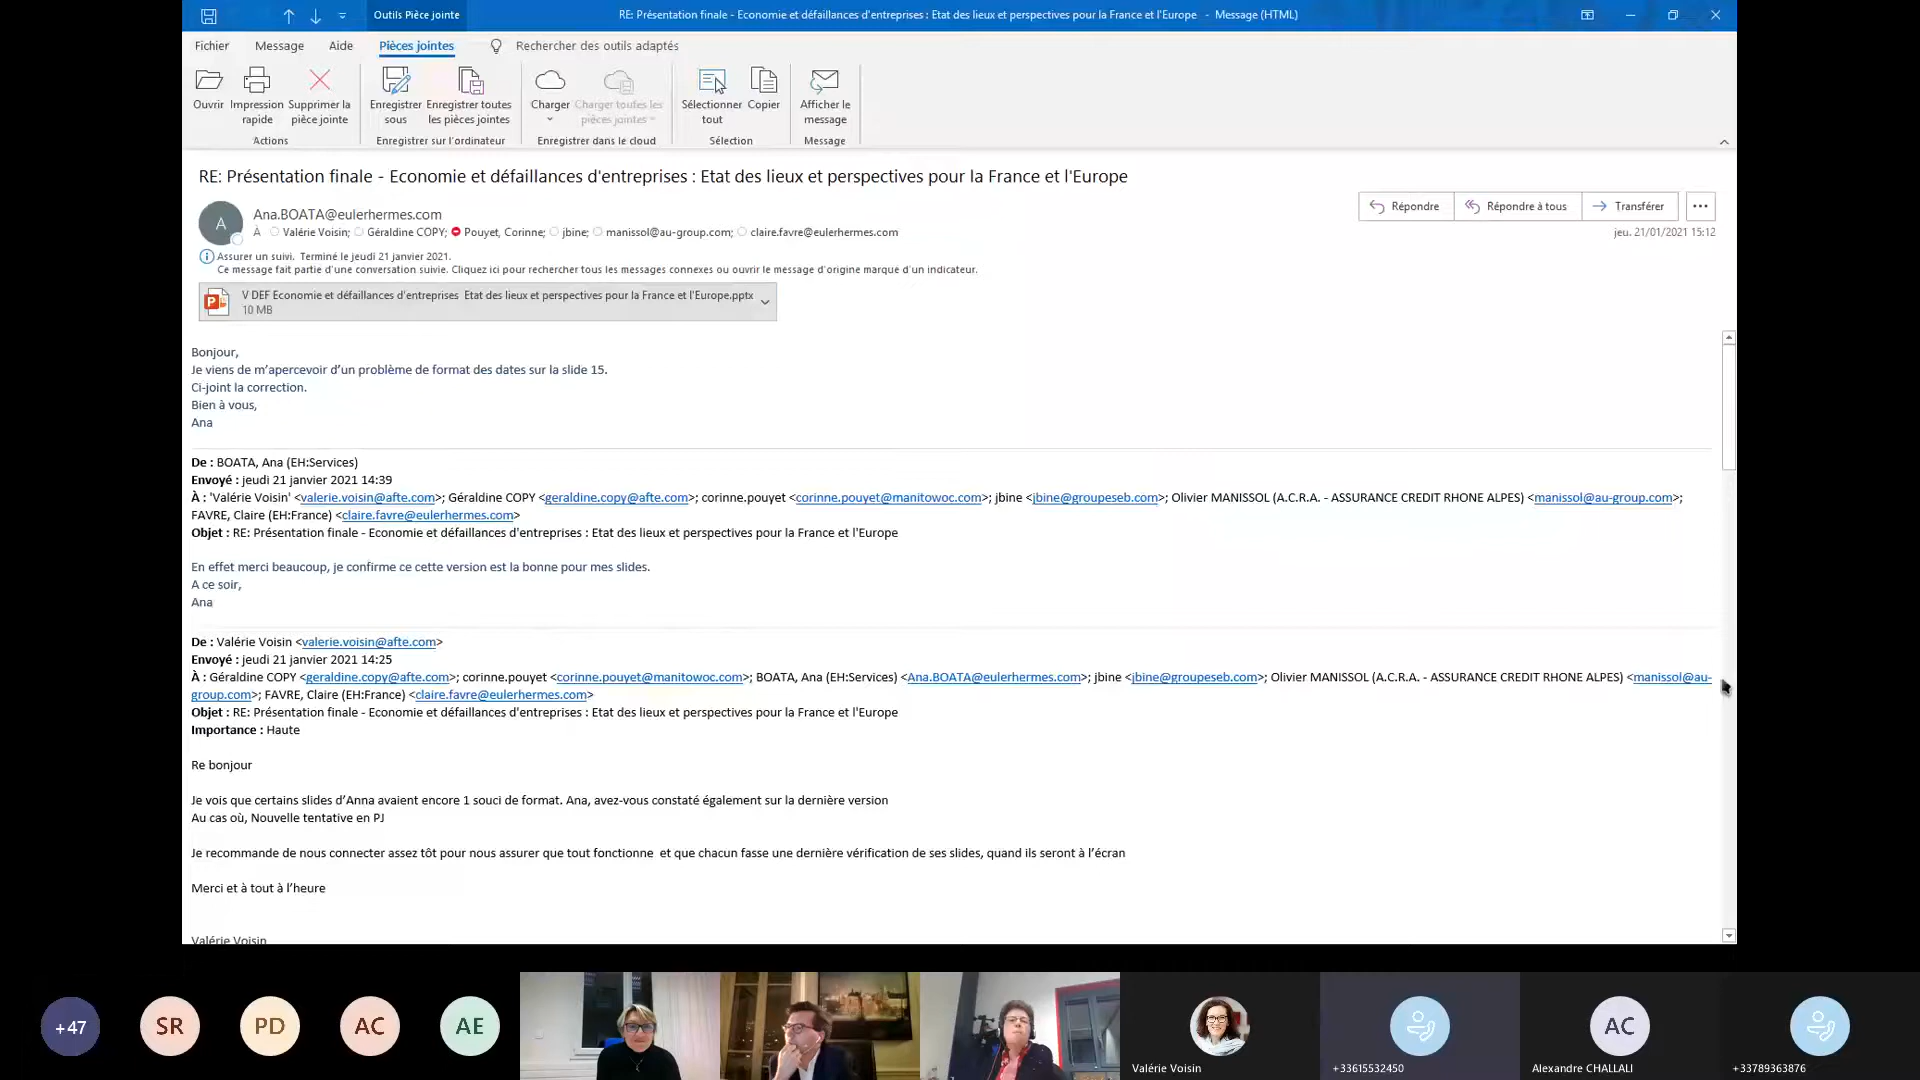 Outils Pièce jointe
RE: Présentation finale - Economie et défaillances d'entreprises : Etat des lieux et perspectives pour la France et l'Europe - Message (HTML)
Fichier Message Aide Pièces jointes Rechercher des outils adaptés
Ouvrir Impression rapide Supprimer la pièce jointe Enregistrer sous Enregistrer toutes les pièces jointes Charger Charger toutes les pièces jointes Sélectionner tout Copier Afficher le message
Actions Enregistrer sur l'ordinateur Enregistrer dans le cloud Sélection Message
RE: Présentation finale - Economie et défaillances d'entreprises : Etat des lieux et perspectives pour la France et l'Europe
A
Ana.BOATA@eulerhermes.com
À Valérie Voisin; Géraldine COPY; Pouyet, Corinne; jbine; manissol@au-group.com; claire.favre@eulerhermes.com
Répondre Répondre à tous Transférer
jeu. 21/01/2021 15:12
Assurer un suivi. Terminé le jeudi 21 janvier 2021.
Ce message fait partie d'une conversation suivie. Cliquez ici pour rechercher tous les messages connexes ou ouvrir le message d'origine marqué d'un indicateur.
V DEF Economie et défaillances d'entreprises Etat des lieux et perspectives pour la France et l'Europe.pptx
10 MB
Bonjour,
Je viens de m'apercevoir d'un problème de format des dates sur la slide 15.
Ci-joint la correction.
Bien à vous,
Ana
De : BOATA, Ana (EH:Services)
Envoyé : jeudi 21 janvier 2021 14:39
À : 'Valérie Voisin' <valerie.voisin@afte.com>; Géraldine COPY <geraldine.copy@afte.com>; corinne.pouyet <corinne.pouyet@manitowoc.com>; jbine <jbine@groupeseb.com>; Olivier MANISSOL (A.C.R.A. - ASSURANCE CREDIT RHONE ALPES) <manissol@au-group.com>;
FAVRE, Claire (EH:France) <claire.favre@eulerhermes.com>
Objet : RE: Présentation finale - Economie et défaillances d'entreprises : Etat des lieux et perspectives pour la France et l'Europe
En effet merci beaucoup, je confirme ce cette version est la bonne pour mes slides.
A ce soir,
Ana
De : Valérie Voisin <valerie.voisin@afte.com>
Envoyé : jeudi 21 janvier 2021 14:25
À : Géraldine COPY <geraldine.copy@afte.com>; corinne.pouyet <corinne.pouyet@manitowoc.com>; BOATA, Ana (EH:Services) <Ana.BOATA@eulerhermes.com>; jbine <jbine@groupeseb.com>; Olivier MANISSOL (A.C.R.A. - ASSURANCE CREDIT RHONE ALPES) <manissol@au-
group.com>; FAVRE, Claire (EH:France) <claire.favre@eulerhermes.com>
Objet : RE: Présentation finale - Economie et défaillances d'entreprises : Etat des lieux et perspectives pour la France et l'Europe
Importance : Haute
Re bonjour
Je vois que certains slides d'Anna avaient encore 1 souci de format. Ana, avez-vous constaté également sur la dernière version
Au cas où, Nouvelle tentative en PJ
Je recommande de nous connecter assez tôt pour nous assurer que tout fonctionne et que chacun fasse une dernière vérification de ses slides, quand ils seront à l'écran
Merci et à tout à l'heure
Valérie Voisin
+47 SR PD AC AE AC
Valérie Voisin +33615532450 Alexandre CHALLALI +33789363876